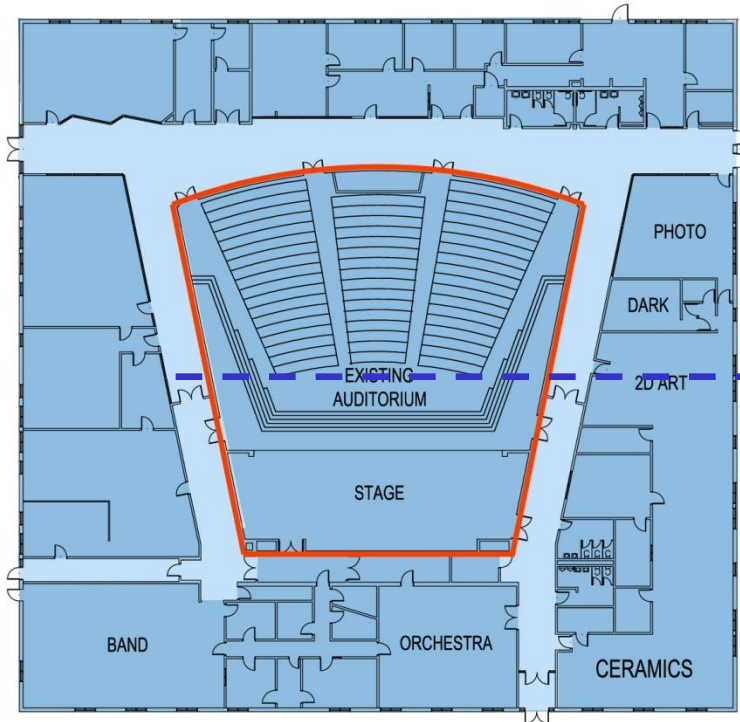 PHOTO
DARK
EXISTING
2D ART
AUDITORIUM
STAGE
BAND
ORCHESTRA
CERAMICS